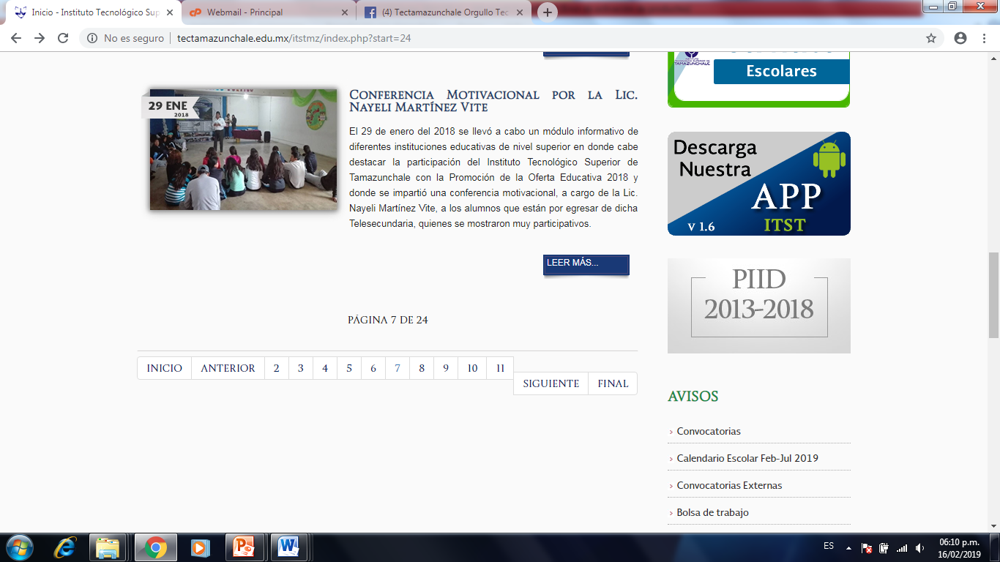 Inicio - Instituto Tecnológico Sup
Webmail - Principal
(4) Tectamazunchale Orgullo Tec
No es seguro
tectamazunchale.edu.mx/itstmz/index.php?start=24
TAMAZUNCHALE
Escolares
29 ENE
2018
Conferencia Motivacional por la Lic.
Nayeli Martínez Vite
El 29 de enero del 2018 se llevó a cabo un módulo informativo de
diferentes instituciones educativas de nivel superior en donde cabe
destacar la participación del Instituto Tecnológico Superior de
Tamazunchale con la Promoción de la Oferta Educativa 2018 y
donde se impartió una conferencia motivacional, a cargo de la Lic.
Nayeli Martínez Vite, a los alumnos que están por egresar de dicha
Telesecundaria, quienes se mostraron muy participativos.
LEER MÁS...
PÁGINA 7 DE 24
INICIO ANTERIOR 2 3 4 5 6 7 8 9 10 11
SIGUIENTE FINAL
Descarga
Nuestra
APP
v 1.6 ITST
PIID
2013-2018
AVISOS
Convocatorias
Calendario Escolar Feb-Jul 2019
Convocatorias Externas
Bolsa de trabajo
ES
06:10 p.m.
16/02/2019